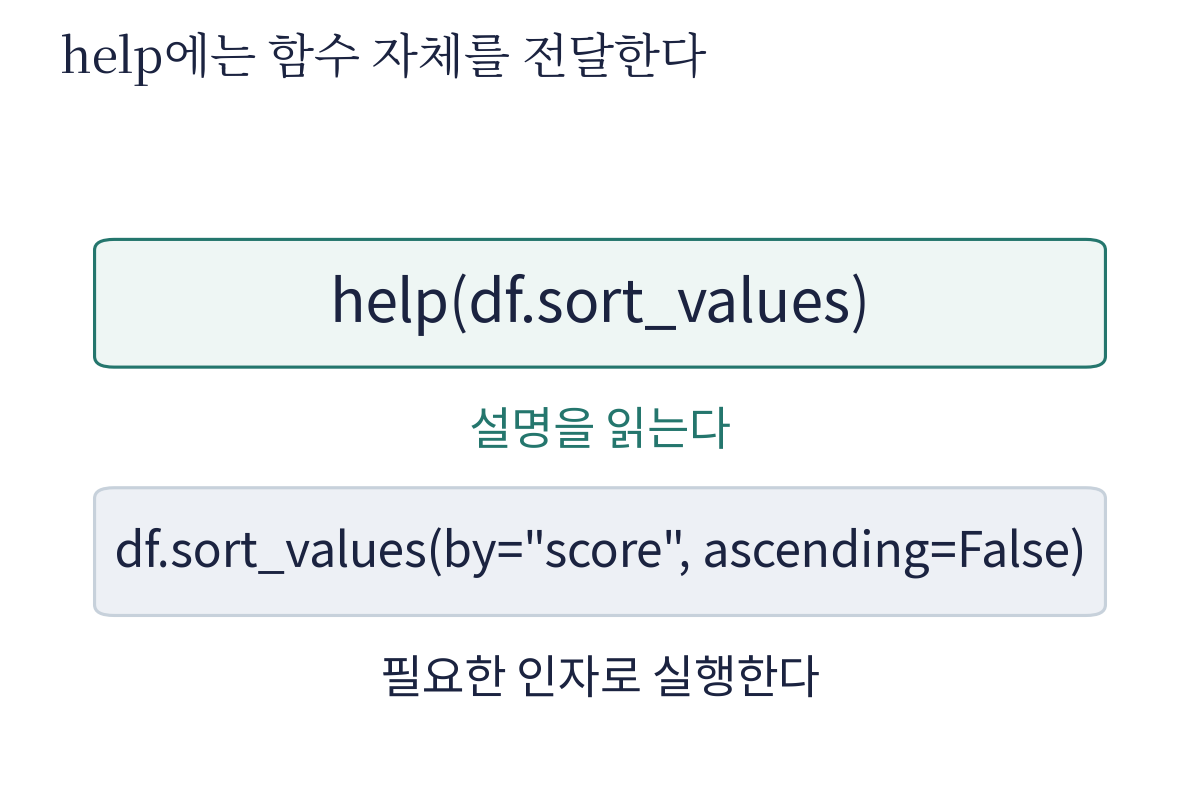 help에는 함수 자체를 전달한다
help(df.sort_values)
설명을 읽는다
df.sort_values(by="score", ascending=False)
필요한 인자로 실행한다